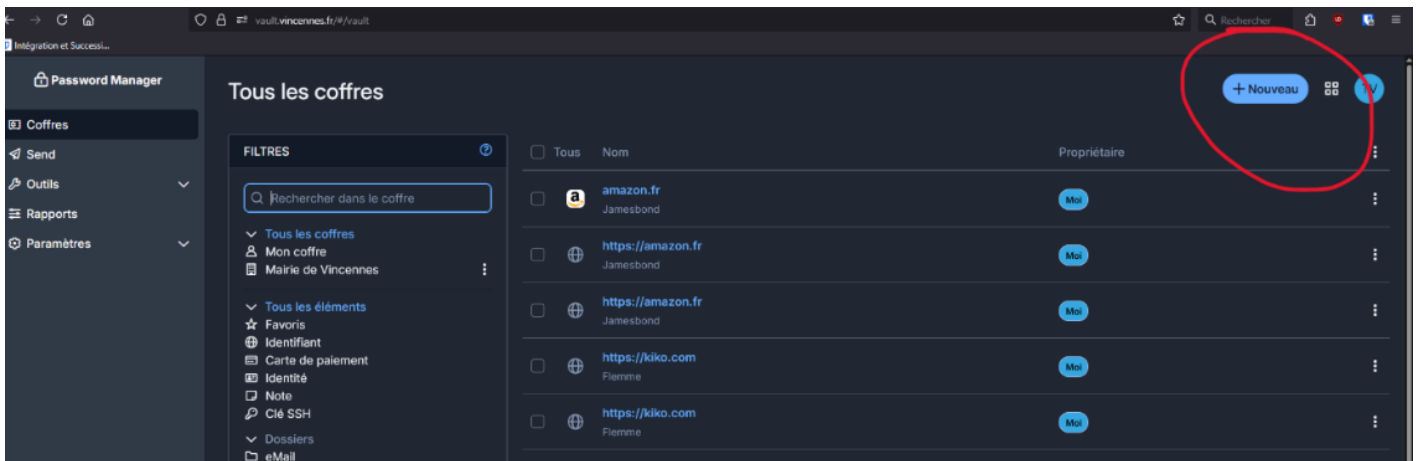 vault.vincennes.fr/#/vault
Rechercher
Intégration et Successi...
Password Manager
Tous les coffres
+ Nouveau
Coffres
Send
Outils
Rapports
Paramètres
FILTRES
Rechercher dans le coffre
Tous les coffres
Mon coffre
Mairie de Vincennes
Tous les éléments
Favoris
Identifiant
Carte de paiement
Identité
Note
Clé SSH
Dossiers
eMail
Tous Nom Propriétaire
amazon.fr Moi
Jamesbond
https://amazon.fr Moi
Jamesbond
https://amazon.fr Moi
Jamesbond
https://kiko.com Moi
Flemme
https://kiko.com Moi
Flemme